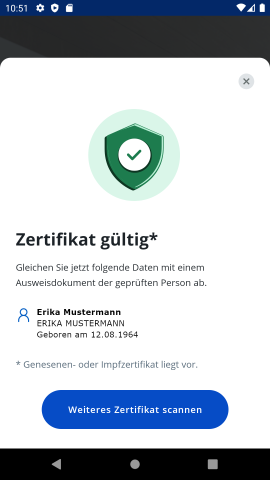 10:51
Zertifikat gültig*
Gleichen Sie jetzt folgende Daten mit einem
Ausweisdokument der geprüften Person ab.
Erika Mustermann
ERIKA MUSTERMANN
Geboren am 12.08.1964
* Genesenen- oder Impfzertifikat liegt vor.
Weiteres Zertifikat scannen